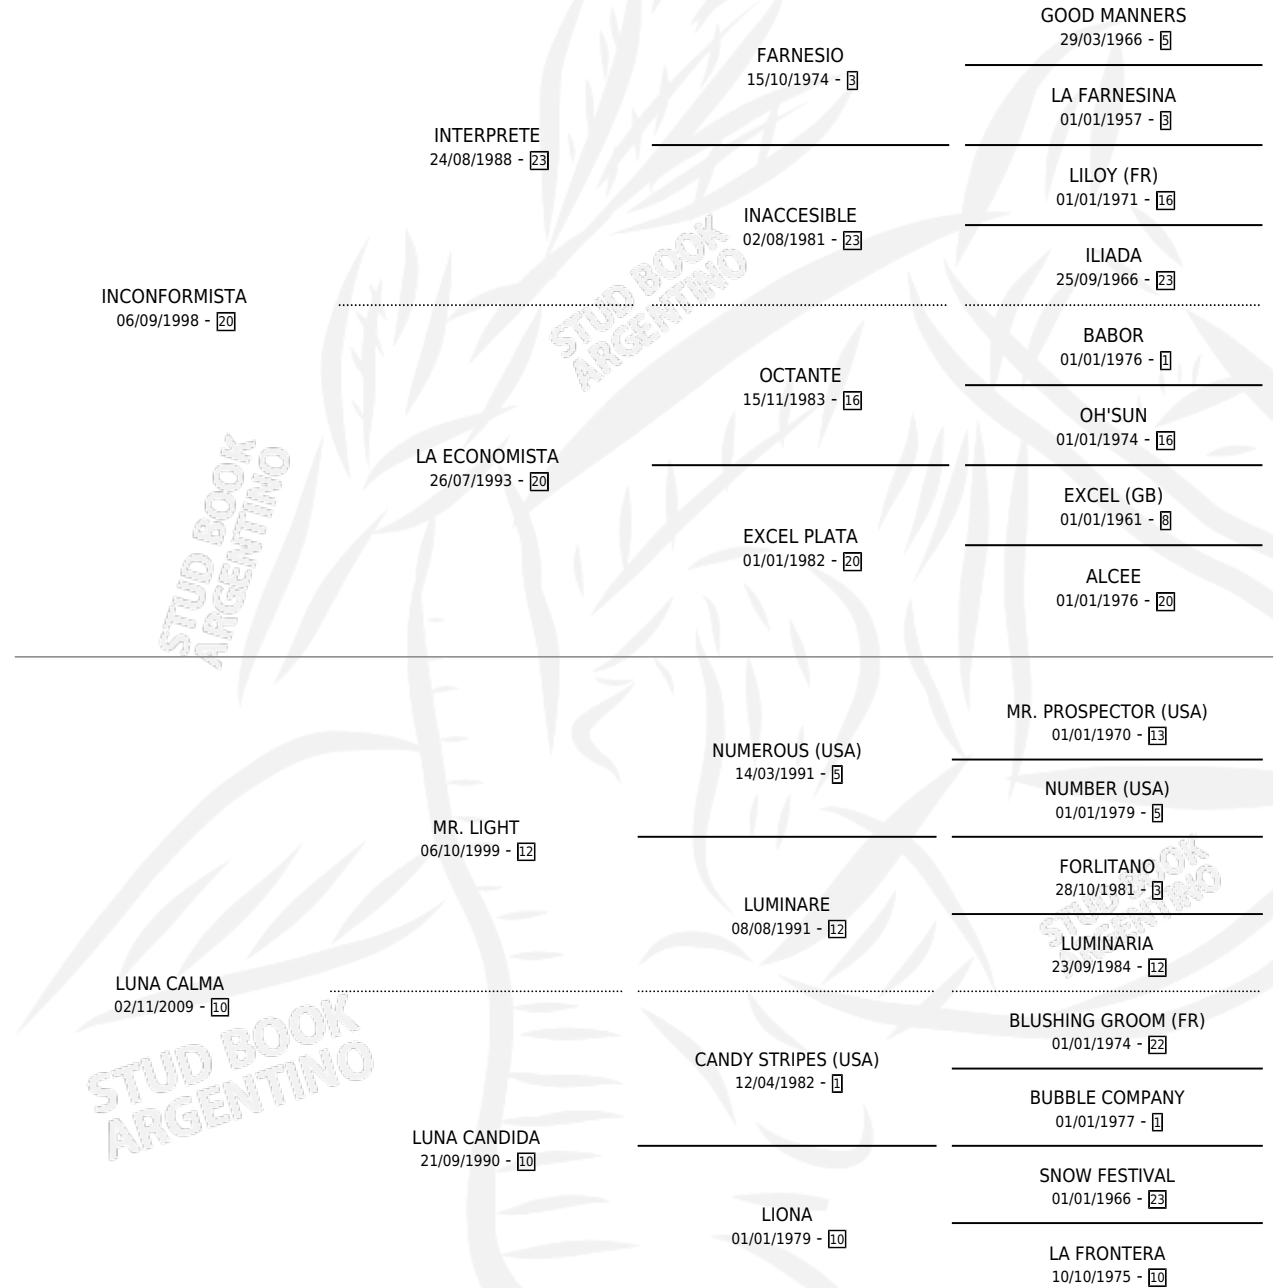 GOOD MANNERS
29/03/1966 - 5
FARNESIO
15/10/1974 - 3
LA FARNESINA
01/01/1957 - 3
INTERPRETE
24/08/1988 - 23
LILOY (FR)
01/01/1971 - 16
INACCESIBLE
02/08/1981 - 23
ILIADA
25/09/1966 - 23
INCONFORMISTA
06/09/1998 - 20
BABOR
01/01/1976 - 1
OCTANTE
15/11/1983 - 16
OH'SUN
01/01/1974 - 16
LA ECONOMISTA
26/07/1993 - 20
EXCEL (GB)
01/01/1961 - 8
EXCEL PLATA
01/01/1982 - 20
ALCEE
01/01/1976 - 20
MR. PROSPECTOR (USA)
01/01/1970 - 13
NUMEROUS (USA)
14/03/1991 - 5
NUMBER (USA)
01/01/1979 - 5
MR. LIGHT
06/10/1999 - 12
FORLITANO
28/10/1981 - 3
LUMINARE
08/08/1991 - 12
LUMINARIA
23/09/1984 - 12
LUNA CALMA
02/11/2009 - 10
BLUSHING GROOM (FR)
01/01/1974 - 22
CANDY STRIPES (USA)
12/04/1982 - 1
BUBBLE COMPANY
01/01/1977 - 1
LUNA CANDIDA
21/09/1990 - 10
SNOW FESTIVAL
01/01/1966 - 23
LIONA
01/01/1979 - 10
LA FRONTERA
10/10/1975 - 10
STUD BOOK
ARGENTINO
STUD BOOK
ARGENTINO
STUD BOOK
ARGENTINO
STUD BOOK
ARGENTINO